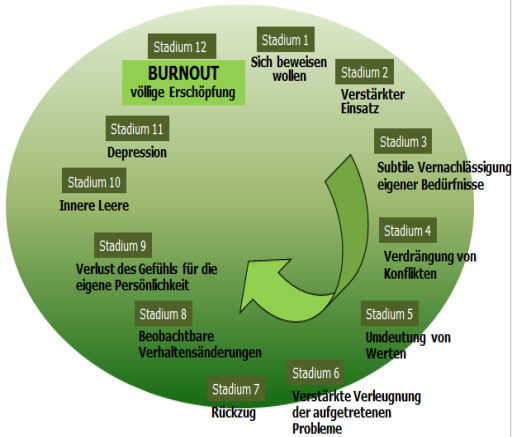 Stadium 1
Sich beweisen
wollen
Stadium 2
Verstärkter
Einsatz
Stadium 3
Subtile Vernachlässigung
eigener Bedürfnisse
Stadium 4
Verdrängung von
Konflikten
Stadium 5
Umdeutung von
Werten
Stadium 6
Verstärkte Verleugnung
der aufgetretenen
Probleme
Stadium 7
Rückzug
Stadium 8
Beobachtbare
Verhaltensänderungen
Stadium 9
Verlust des Gefühls für die
eigene Persönlichkeit
Stadium 10
Innere Leere
Stadium 11
Depression
Stadium 12
BURNOUT
völlige Erschöpfung